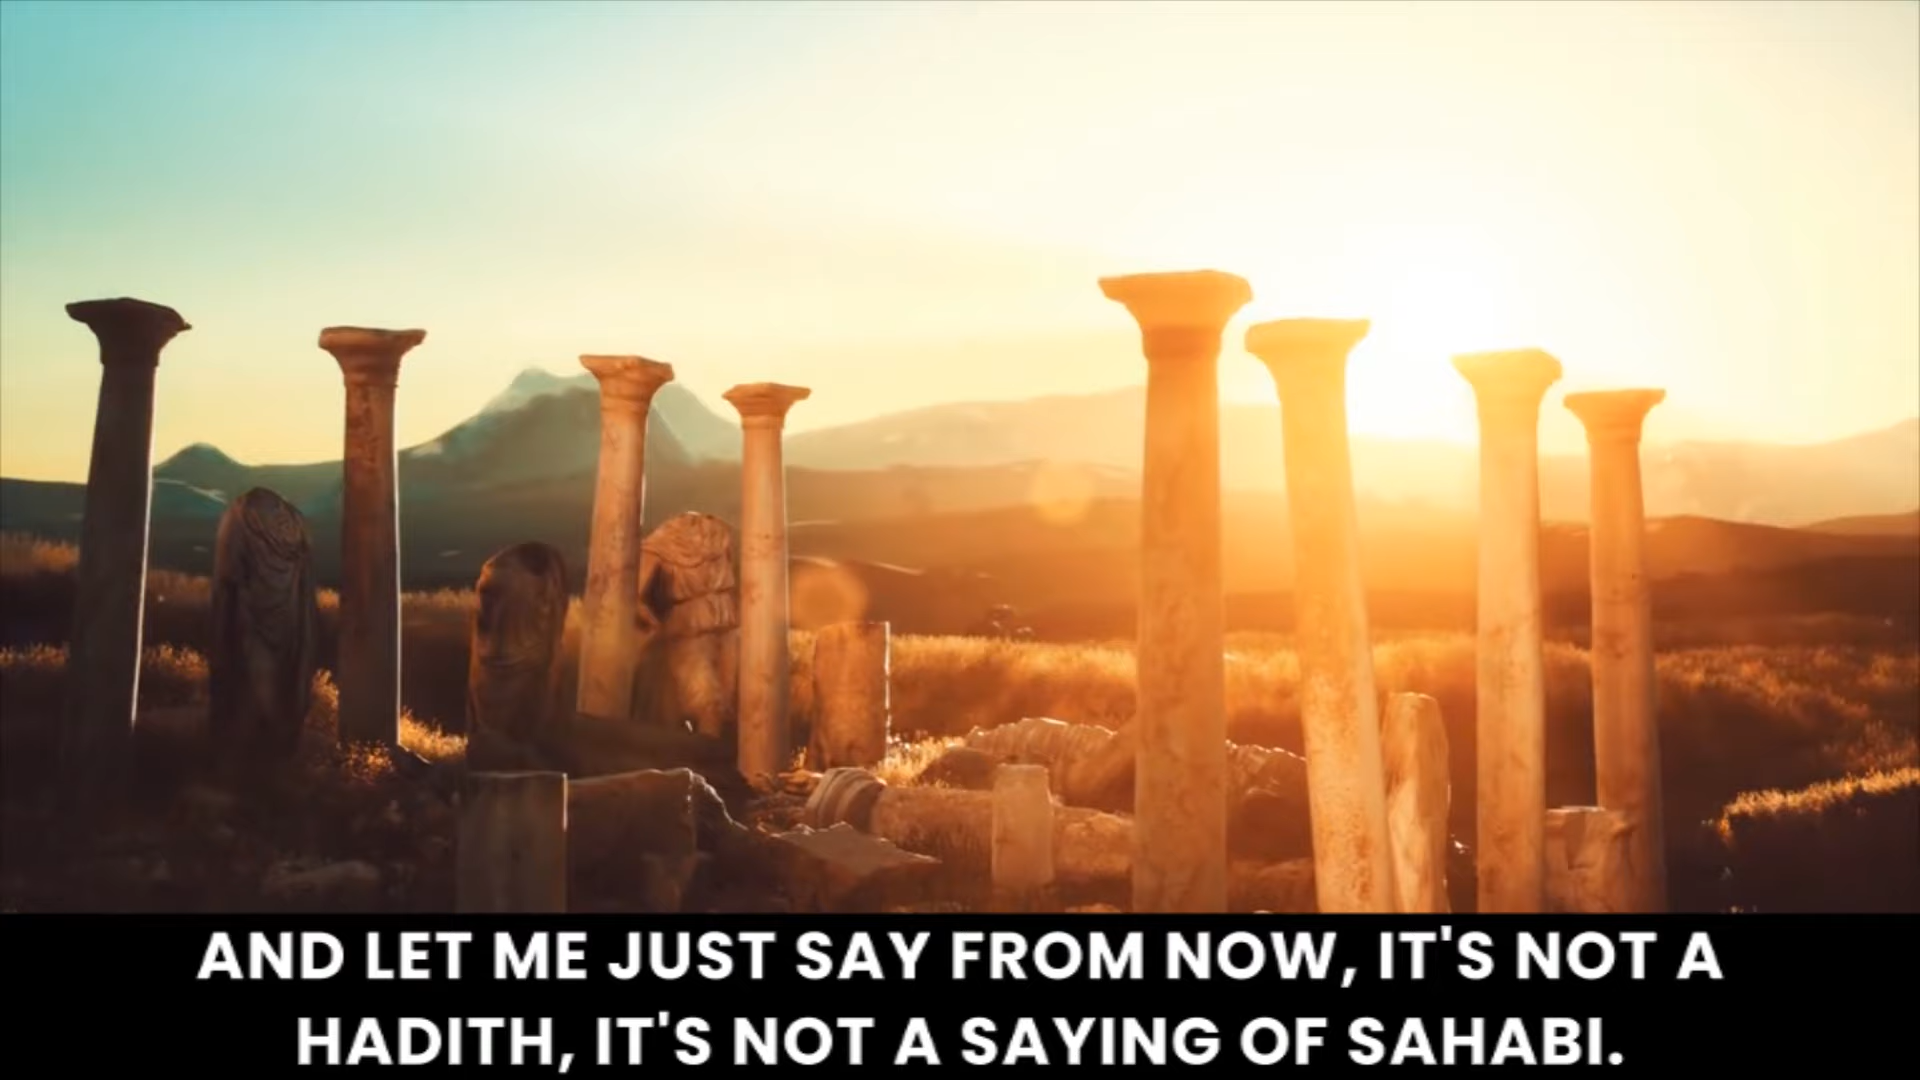 AND LET ME JUST SAY FROM NOW, IT'S NOT A
HADITH, IT'S NOT A SAYING OF SAHABI.